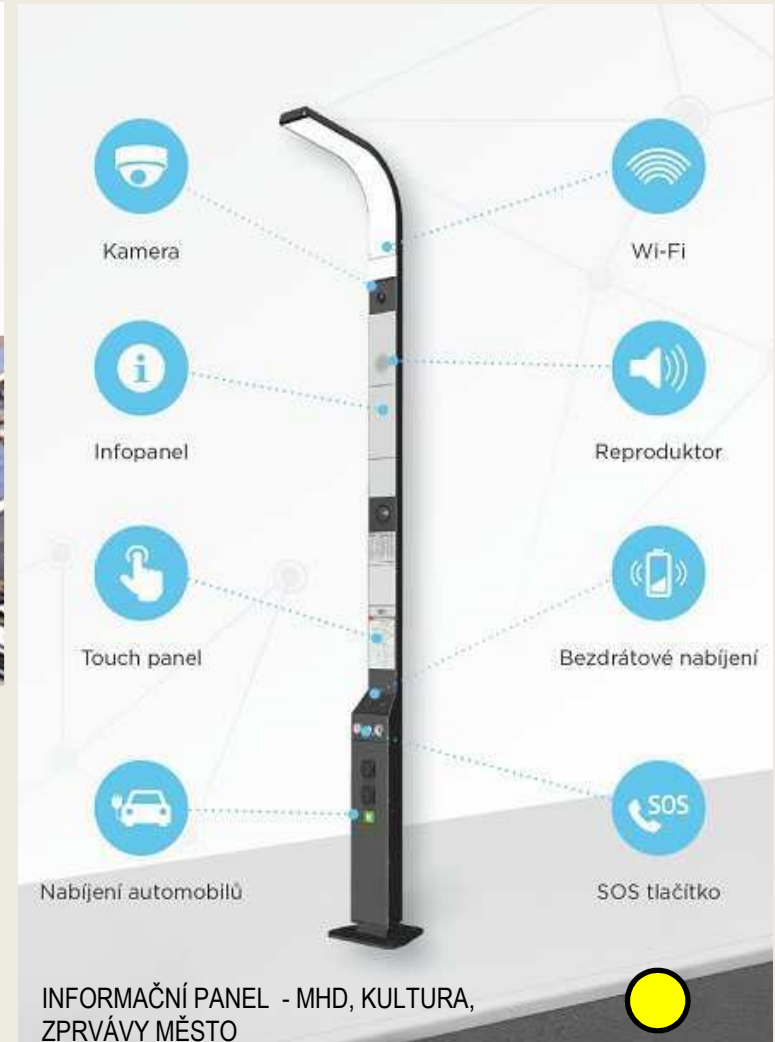 Kamera
Wi-Fi
Infopanel
Reproduktor
Touch panel
Bezdrátové nabíjení
SOS
Nabíjení automobilů
SOS tlačítko
INFORMAČNÍ PANEL - MHD, KULTURA,
ZPRVÁVY MĚSTO